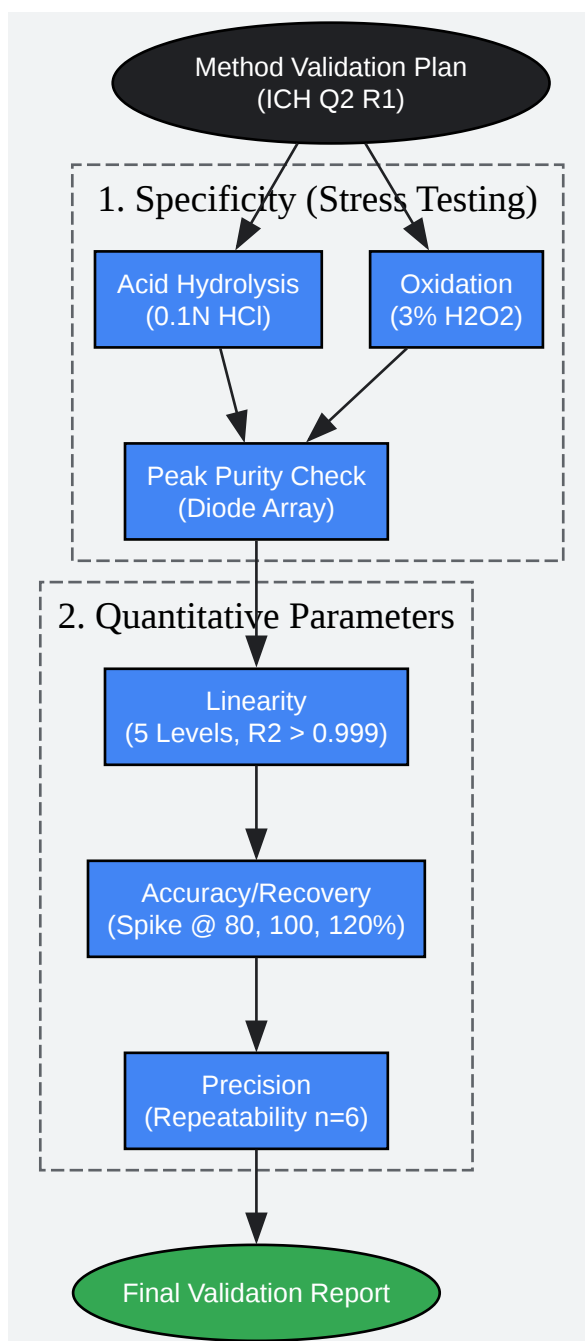 Method Validation Plan
(ICH Q2 R1)
1. Specificity (Stress Testing)
Acid Hydrolysis
(0.1N HCl)
Oxidation
(3% H2O2)
Peak Purity Check
(Diode Array)
2. Quantitative Parameters
Linearity
(5 Levels, R2 > 0.999)
Accuracy/Recovery
(Spike @ 80, 100, 120%)
Precision
(Repeatability n=6)
Final Validation Report